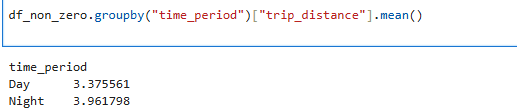 df_non_zero.groupby("time_period")["trip_distance"].mean()
time_period
Day      3.375561
Night    3.961798